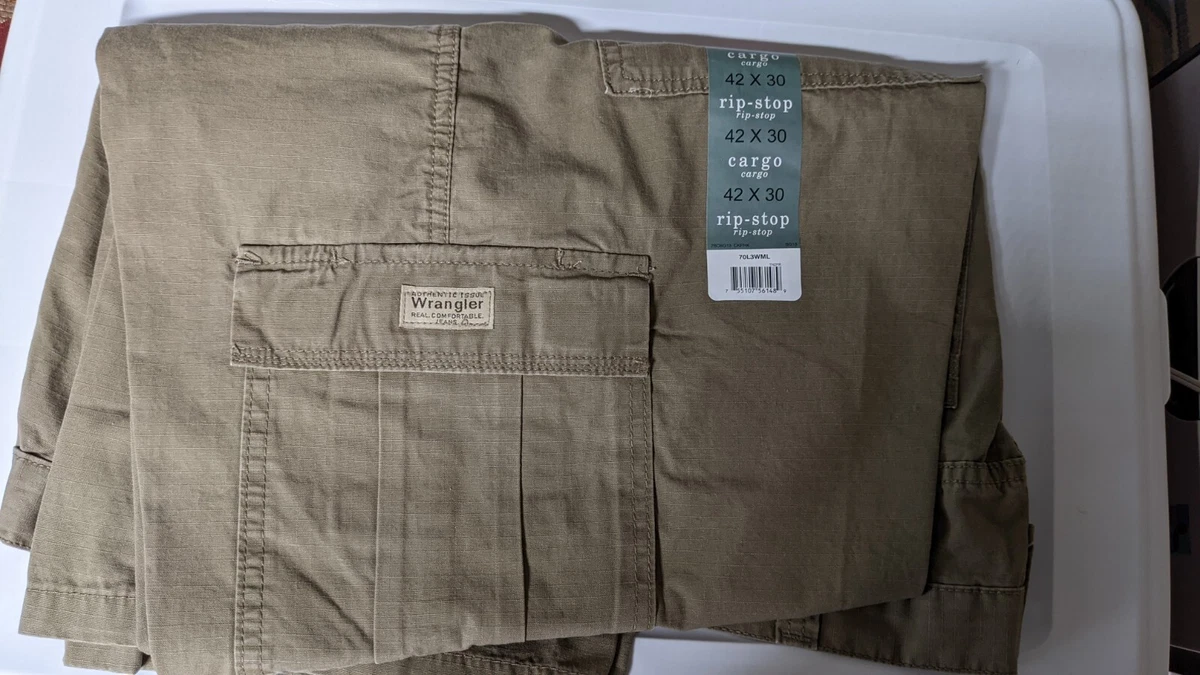 cargo
cargo
42 X 30
rip-stop
rip-stop
42 X 30
cargo
cargo
42 X 30
rip-stop
rip-stop
70L3WML
AUTHENTIC ISSUE
Wrangler
REAL. COMFORTABLE.
JEANS